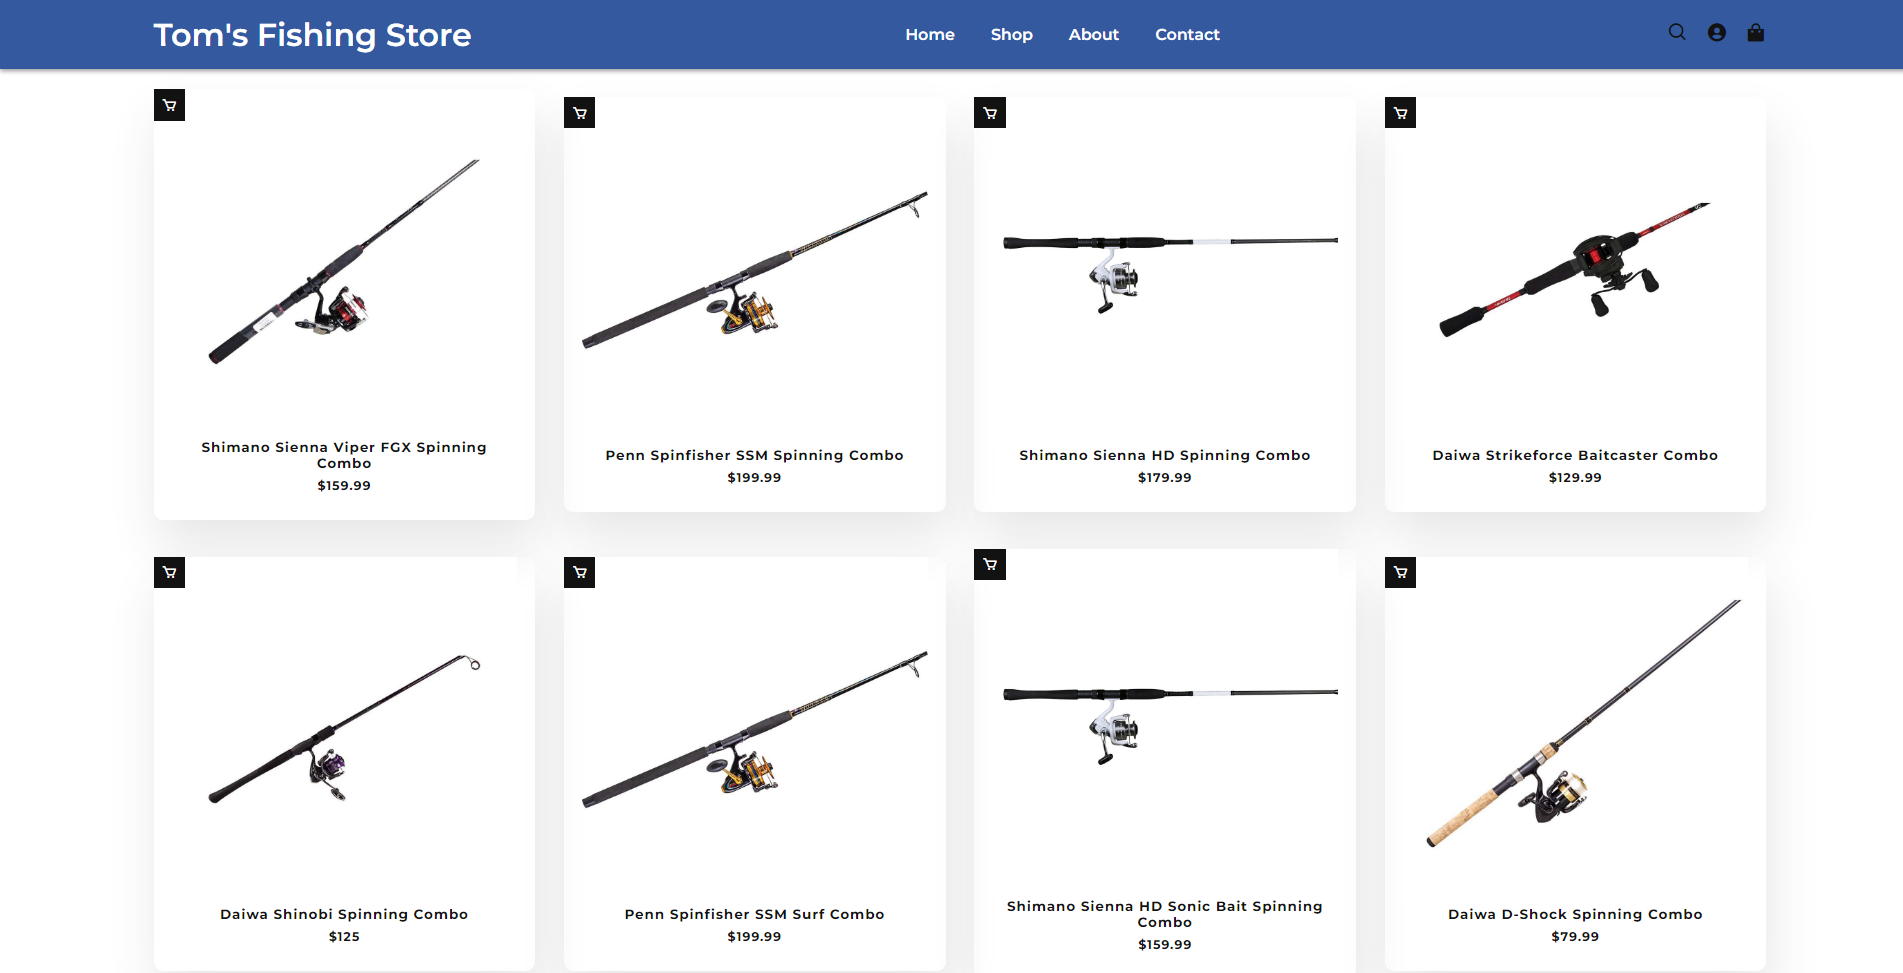 Tom's Fishing Store
Home Shop About Contact
Shimano Sienna Viper FGX Spinning
Combo
$159.99
Penn Spinfisher SSM Spinning Combo
$199.99
Shimano Sienna HD Spinning Combo
$179.99
Daiwa Strikeforce Baitcaster Combo
$129.99
Daiwa Shinobi Spinning Combo
$125
Penn Spinfisher SSM Surf Combo
$199.99
Shimano Sienna HD Sonic Bait Spinning
Combo
$159.99
Daiwa D-Shock Spinning Combo
$79.99